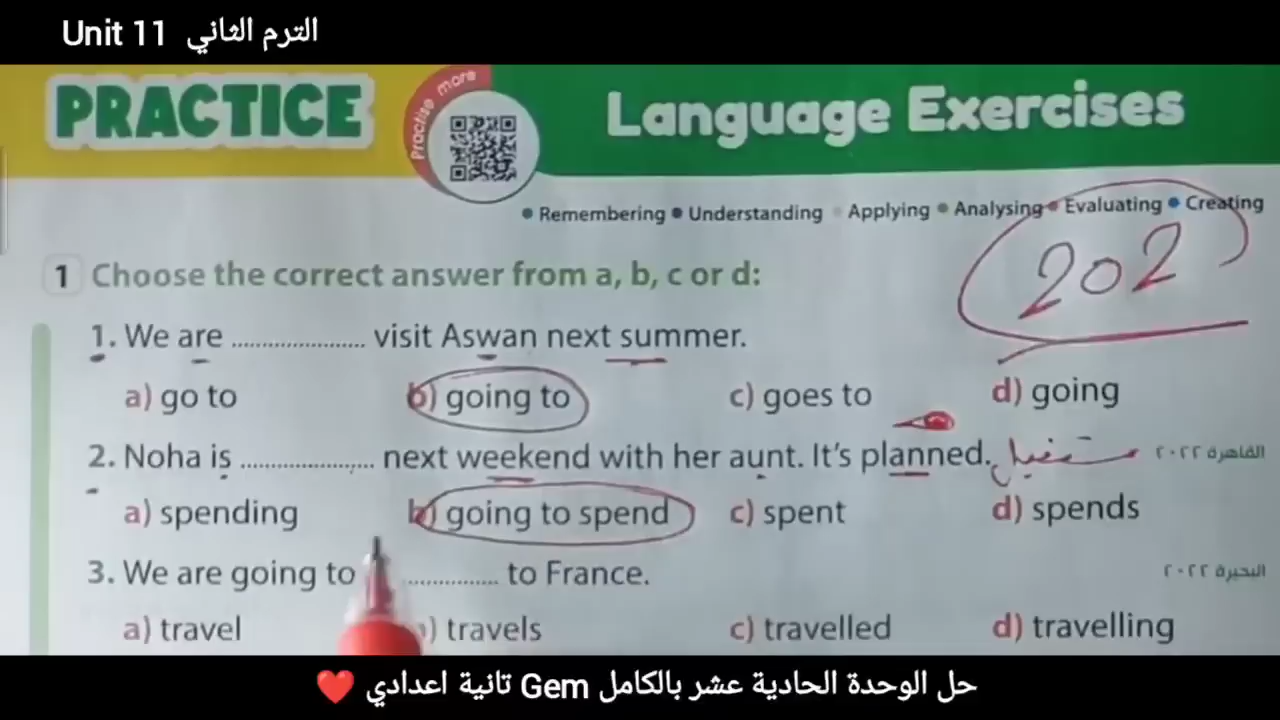 Unit 11 الترم الثاني
PRACTICE
Practise more
Language Exercises
• Remembering • Understanding • Applying • Analysing • Evaluating • Creating
202
1 Choose the correct answer from a, b, c or d:
1. We are .................... visit Aswan next summer.
a) go to b) going to c) goes to d) going
2. Noha is .................... next weekend with her aunt. It's planned. مستقبل القاهرة ٢٠٢٢
a) spending b) going to spend c) spent d) spends
3. We are going to .............. to France. البحيرة ٢٠٢٢
a) travel ) travels c) travelled d) travelling
حل الوحدة الحادية عشر بالكامل Gem تانية اعدادي ❤️